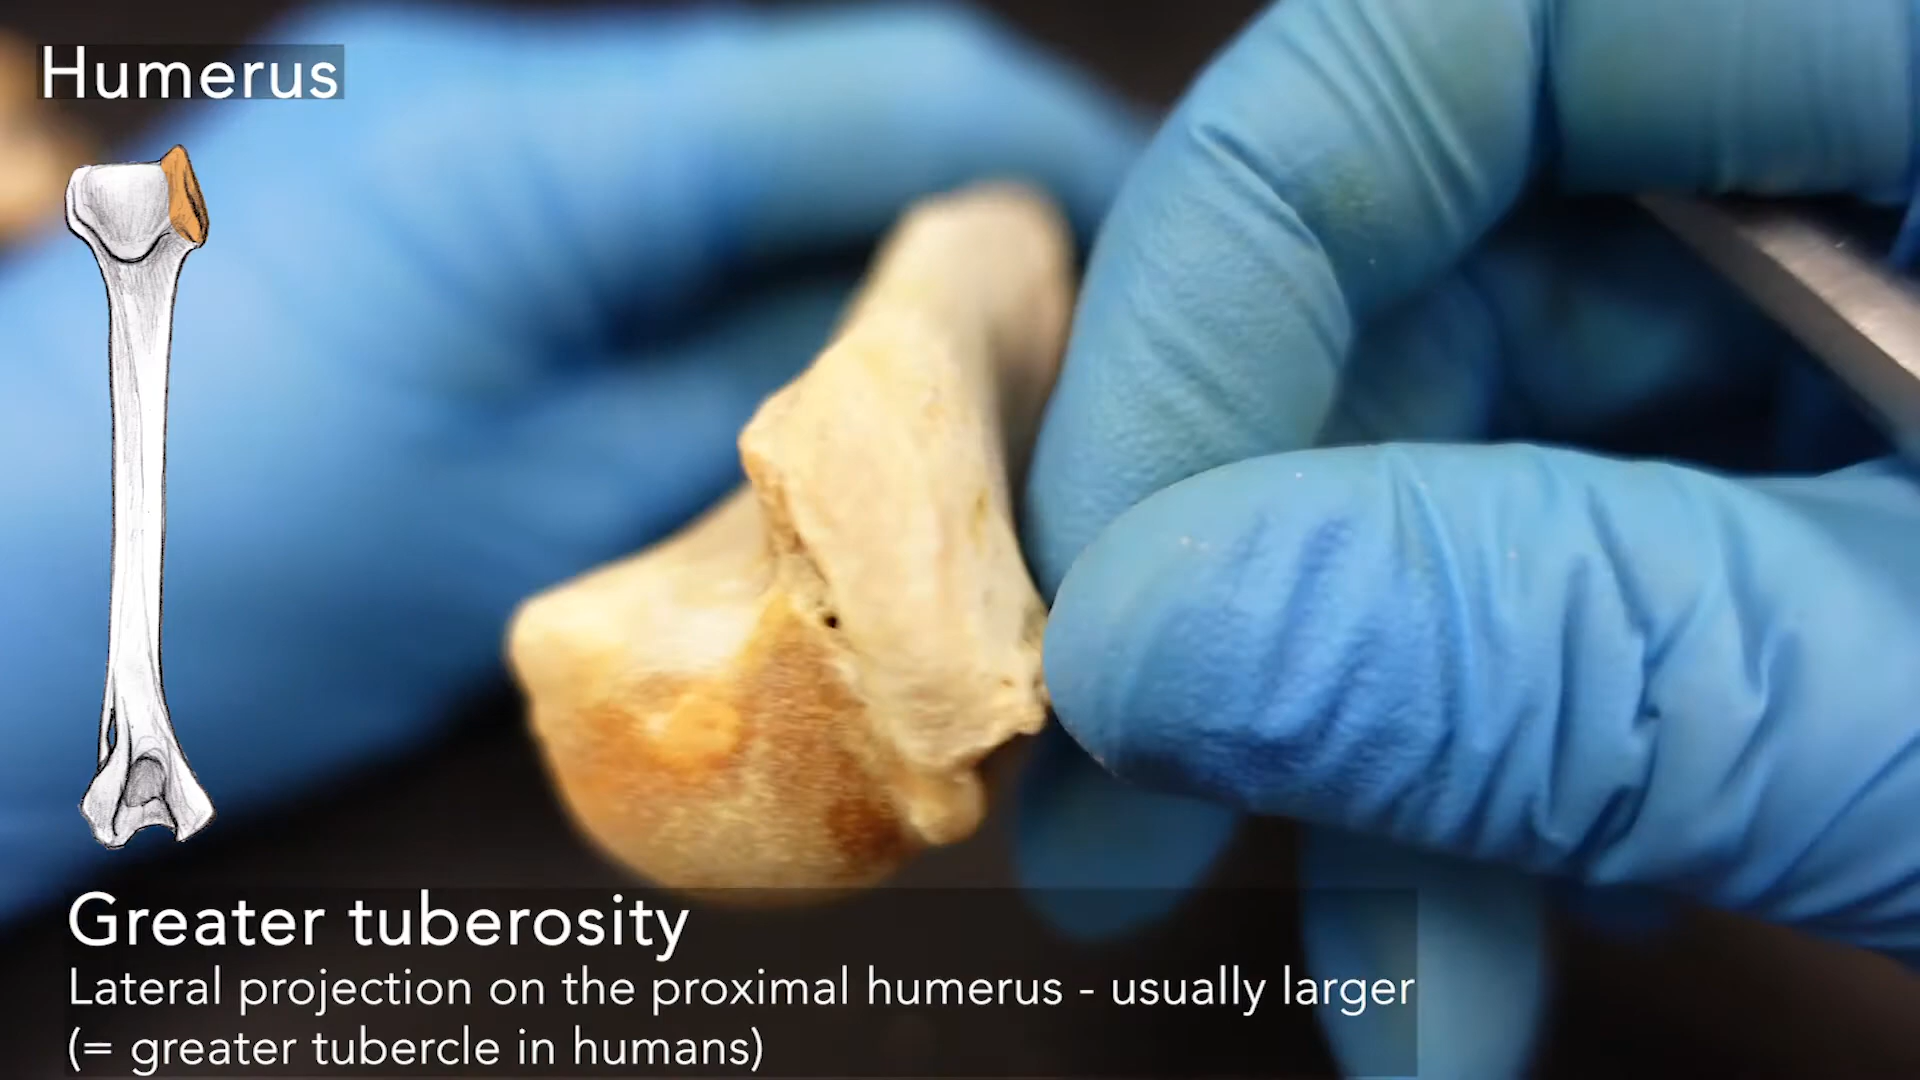 Humerus
Greater tuberosity
Lateral projection on the proximal humerus - usually larger
(= greater tubercle in humans)